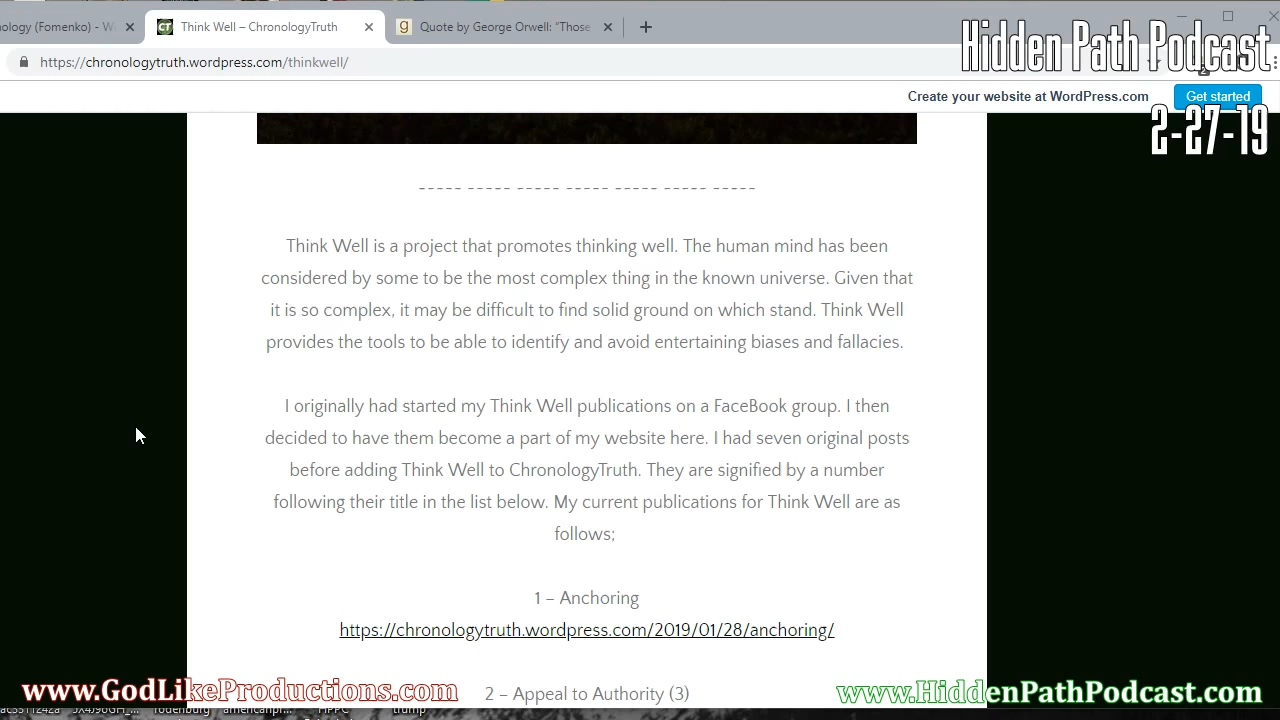 nology (Fomenko) - W
Think Well – ChronologyTruth
Quote by George Orwell: “Those
https://chronologytruth.wordpress.com/thinkwell/
Hidden Path Podcast
Create your website at WordPress.com
Get started
2-27-19
----- ----- ----- ----- ----- ----- -----
Think Well is a project that promotes thinking well. The human mind has been
considered by some to be the most complex thing in the known universe. Given that
it is so complex, it may be difficult to find solid ground on which stand. Think Well
provides the tools to be able to identify and avoid entertaining biases and fallacies.
I originally had started my Think Well publications on a FaceBook group. I then
decided to have them become a part of my website here. I had seven original posts
before adding Think Well to ChronologyTruth. They are signified by a number
following their title in the list below. My current publications for Think Well are as
follows;
1 – Anchoring
https://chronologytruth.wordpress.com/2019/01/28/anchoring/
2 – Appeal to Authority (3)
www.GodLikeProductions.com
www.HiddenPathPodcast.com